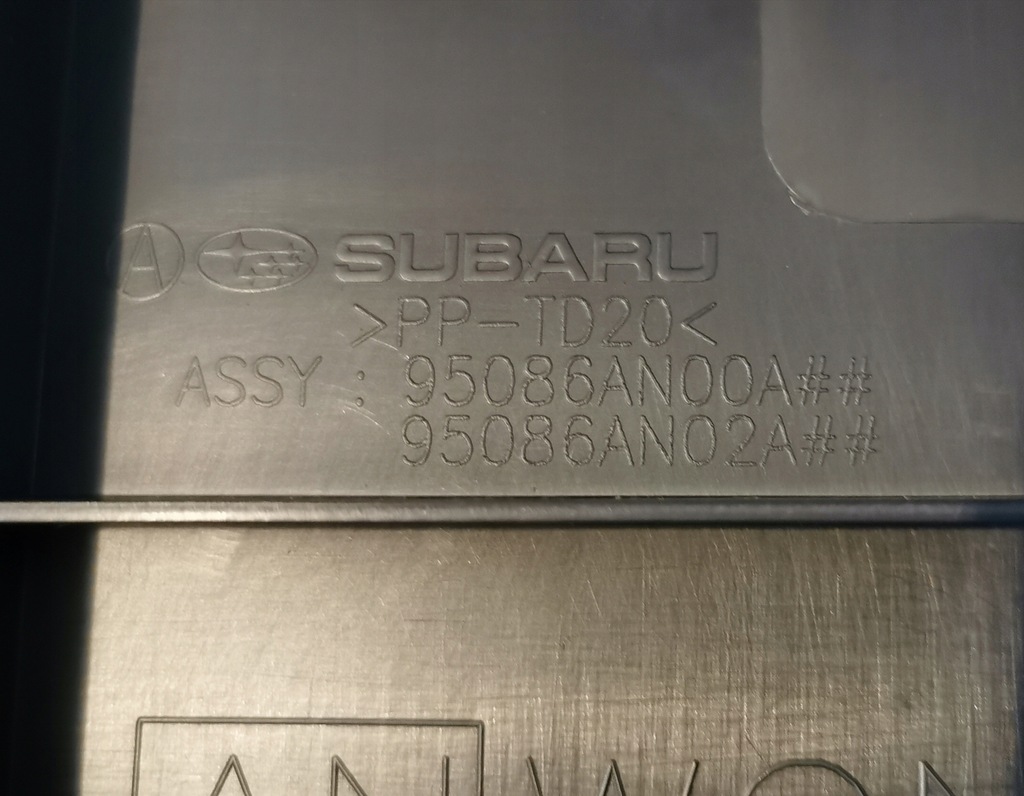 A SUBARU
>PP-TD20<
ASSY : 95086AN00A##
95086AN02A##